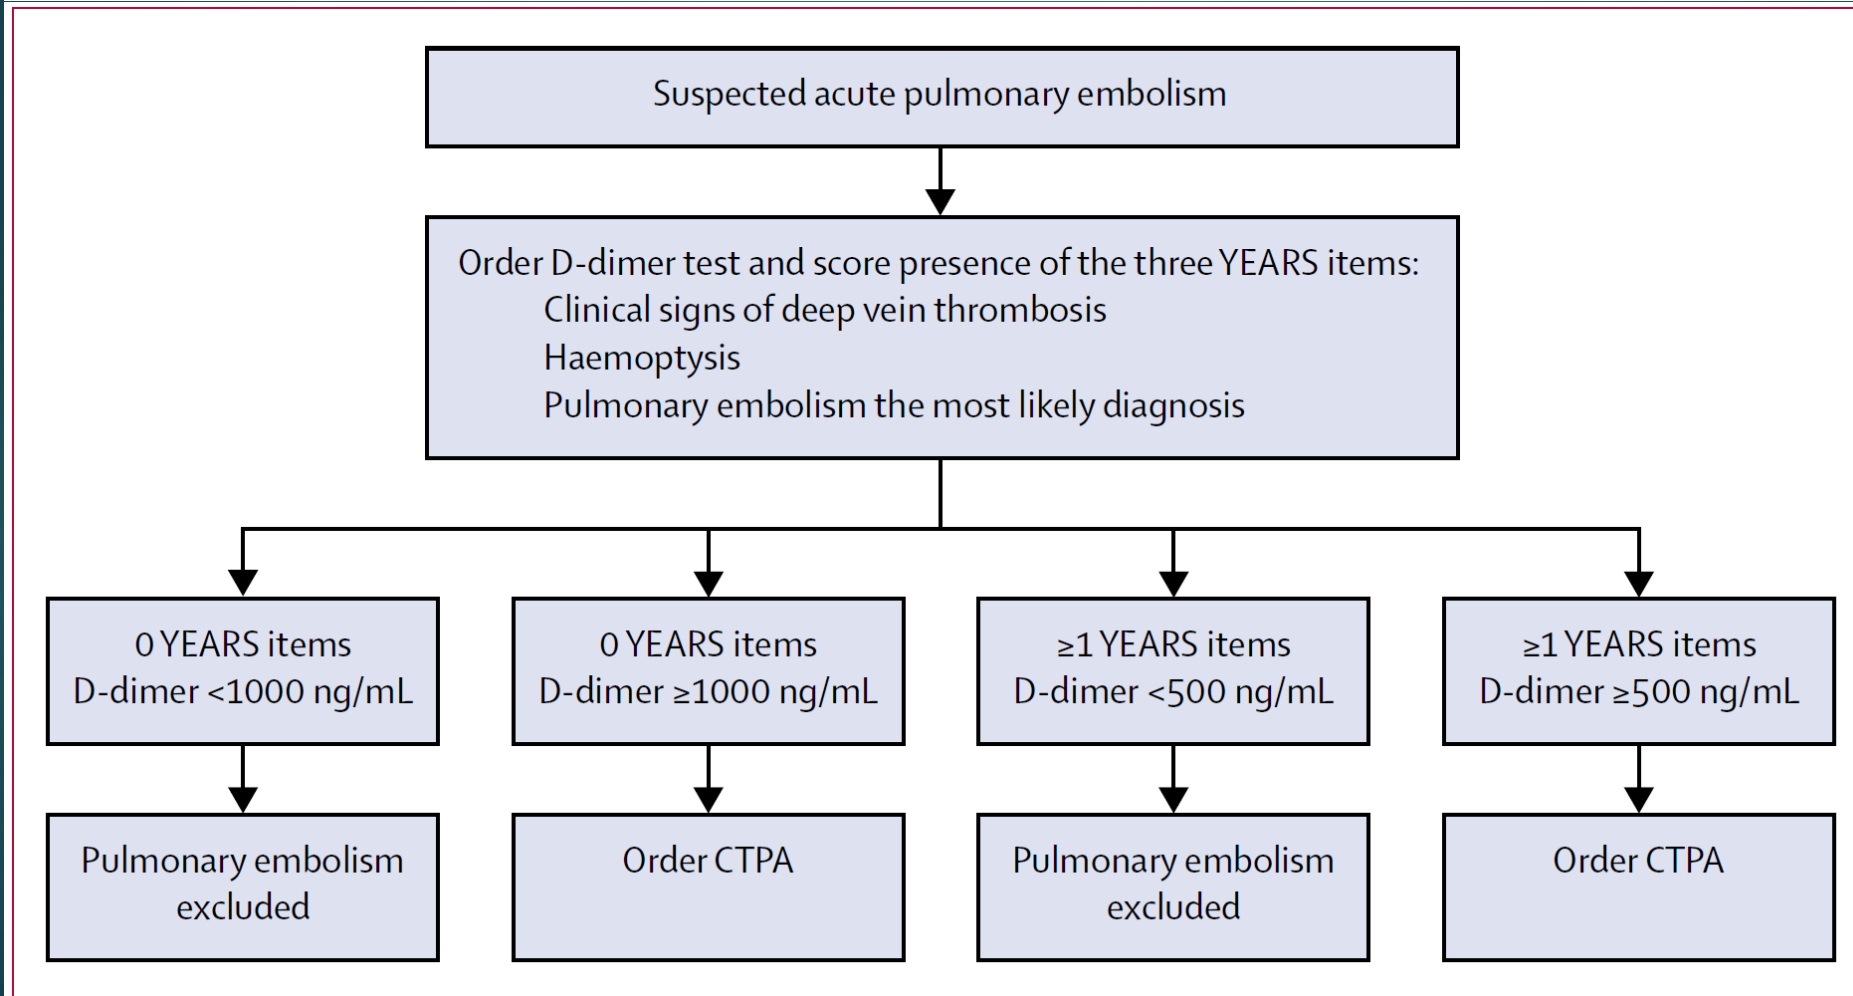 Suspected acute pulmonary embolism
Order D-dimer test and score presence of the three YEARS items:
Clinical signs of deep vein thrombosis
Haemoptysis
Pulmonary embolism the most likely diagnosis
0 YEARS items
D-dimer <1000 ng/mL
0 YEARS items
D-dimer ≥1000 ng/mL
≥1 YEARS items
D-dimer <500 ng/mL
≥1 YEARS items
D-dimer ≥500 ng/mL
Pulmonary embolism
excluded
Order CTPA
Pulmonary embolism
excluded
Order CTPA